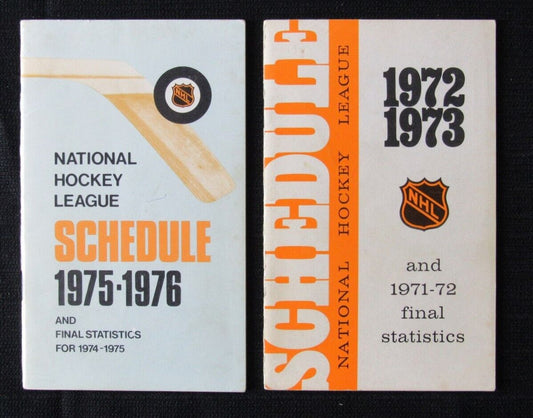 NHL
NATIONAL
HOCKEY
LEAGUE
SCHEDULE
1975-1976
AND
FINAL STATISTICS
FOR 1974-1975
SCHEDULE
NATIONAL HOCKEY LEAGUE
1972
1973
NHL
and
1971-72
final
statistics